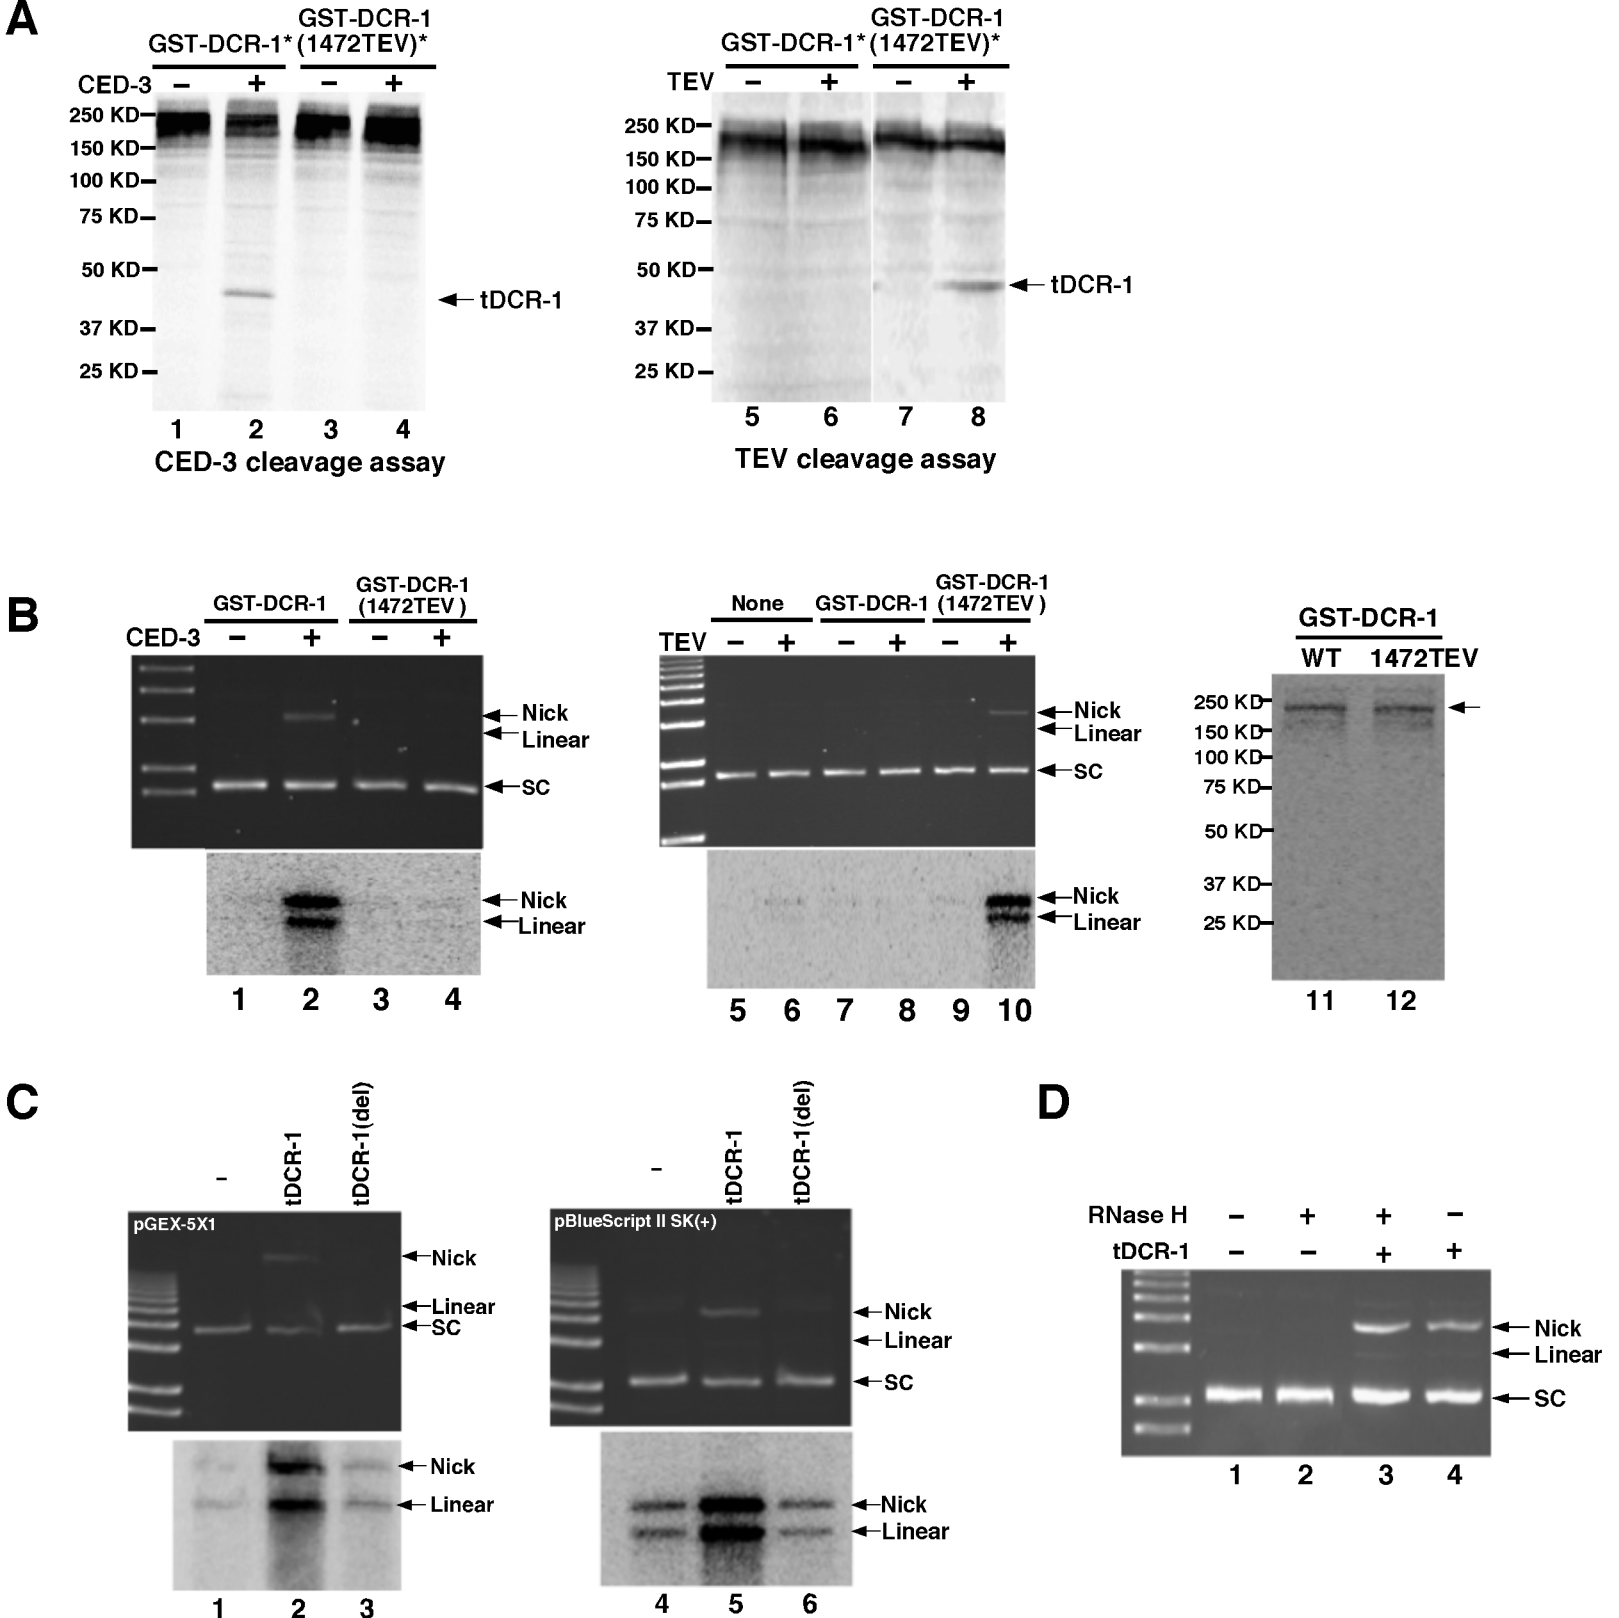 A
GST-DCR-1* GST-DCR-1
(1472TEV)*
CED-3 – + – +
250 KD
150 KD
100 KD
75 KD
50 KD
37 KD
25 KD
tDCR-1
1 2 3 4
CED-3 cleavage assay
GST-DCR-1* GST-DCR-1
(1472TEV)*
TEV – + – +
250 KD
150 KD
100 KD
75 KD
50 KD
37 KD
25 KD
tDCR-1
5 6 7 8
TEV cleavage assay
B
GST-DCR-1 GST-DCR-1
(1472TEV )
CED-3 – + – +
Nick
Linear
SC
Nick
Linear
1 2 3 4
None GST-DCR-1 GST-DCR-1
(1472TEV )
TEV – + – + – +
Nick
Linear
SC
Nick
Linear
5 6 7 8 9 10
GST-DCR-1
WT 1472TEV
250 KD
150 KD
100 KD
75 KD
50 KD
37 KD
25 KD
11 12
C
– tDCR-1 tDCR-1(del)
pGEX-5X1
Nick
Linear
SC
Nick
Linear
1 2 3
– tDCR-1 tDCR-1(del)
pBlueScript II SK(+)
Nick
Linear
SC
Nick
Linear
4 5 6
D
RNase H – + + –
tDCR-1 – – + +
Nick
Linear
SC
1 2 3 4